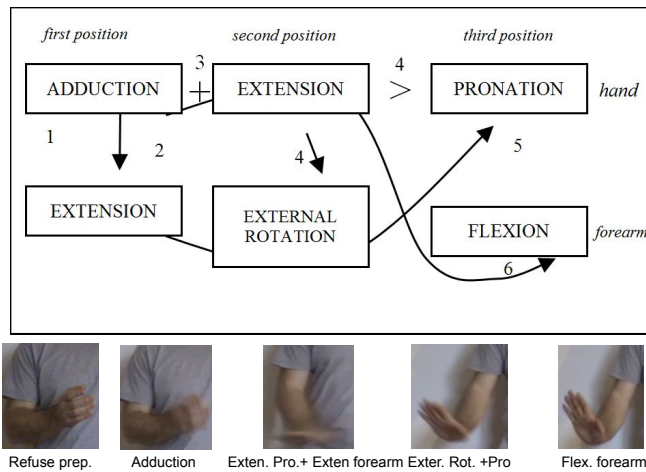 first position second position third position
3 4
ADDUCTION + EXTENSION > PRONATION hand
1 2 4 5
EXTENSION EXTERNAL ROTATION FLEXION forearm
6
Refuse prep. Adduction Exten. Pro.+ Exten forearm Exter. Rot. +Pro Flex. forearm